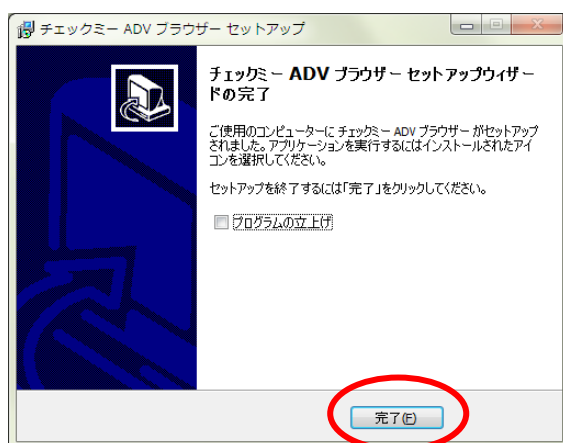 チェックミー ADV ブラウザー セットアップ
チェックミー ADV ブラウザー セットアップウィザー
ドの完了
ご使用のコンピューターに チェックミー ADV ブラウザー がセットアップ
されました。アプリケーションを実行するにはインストールされたアイ
コンを選択してください。
セットアップを終了するには「完了」をクリックしてください。
プログラムの立上げ
完了(F)